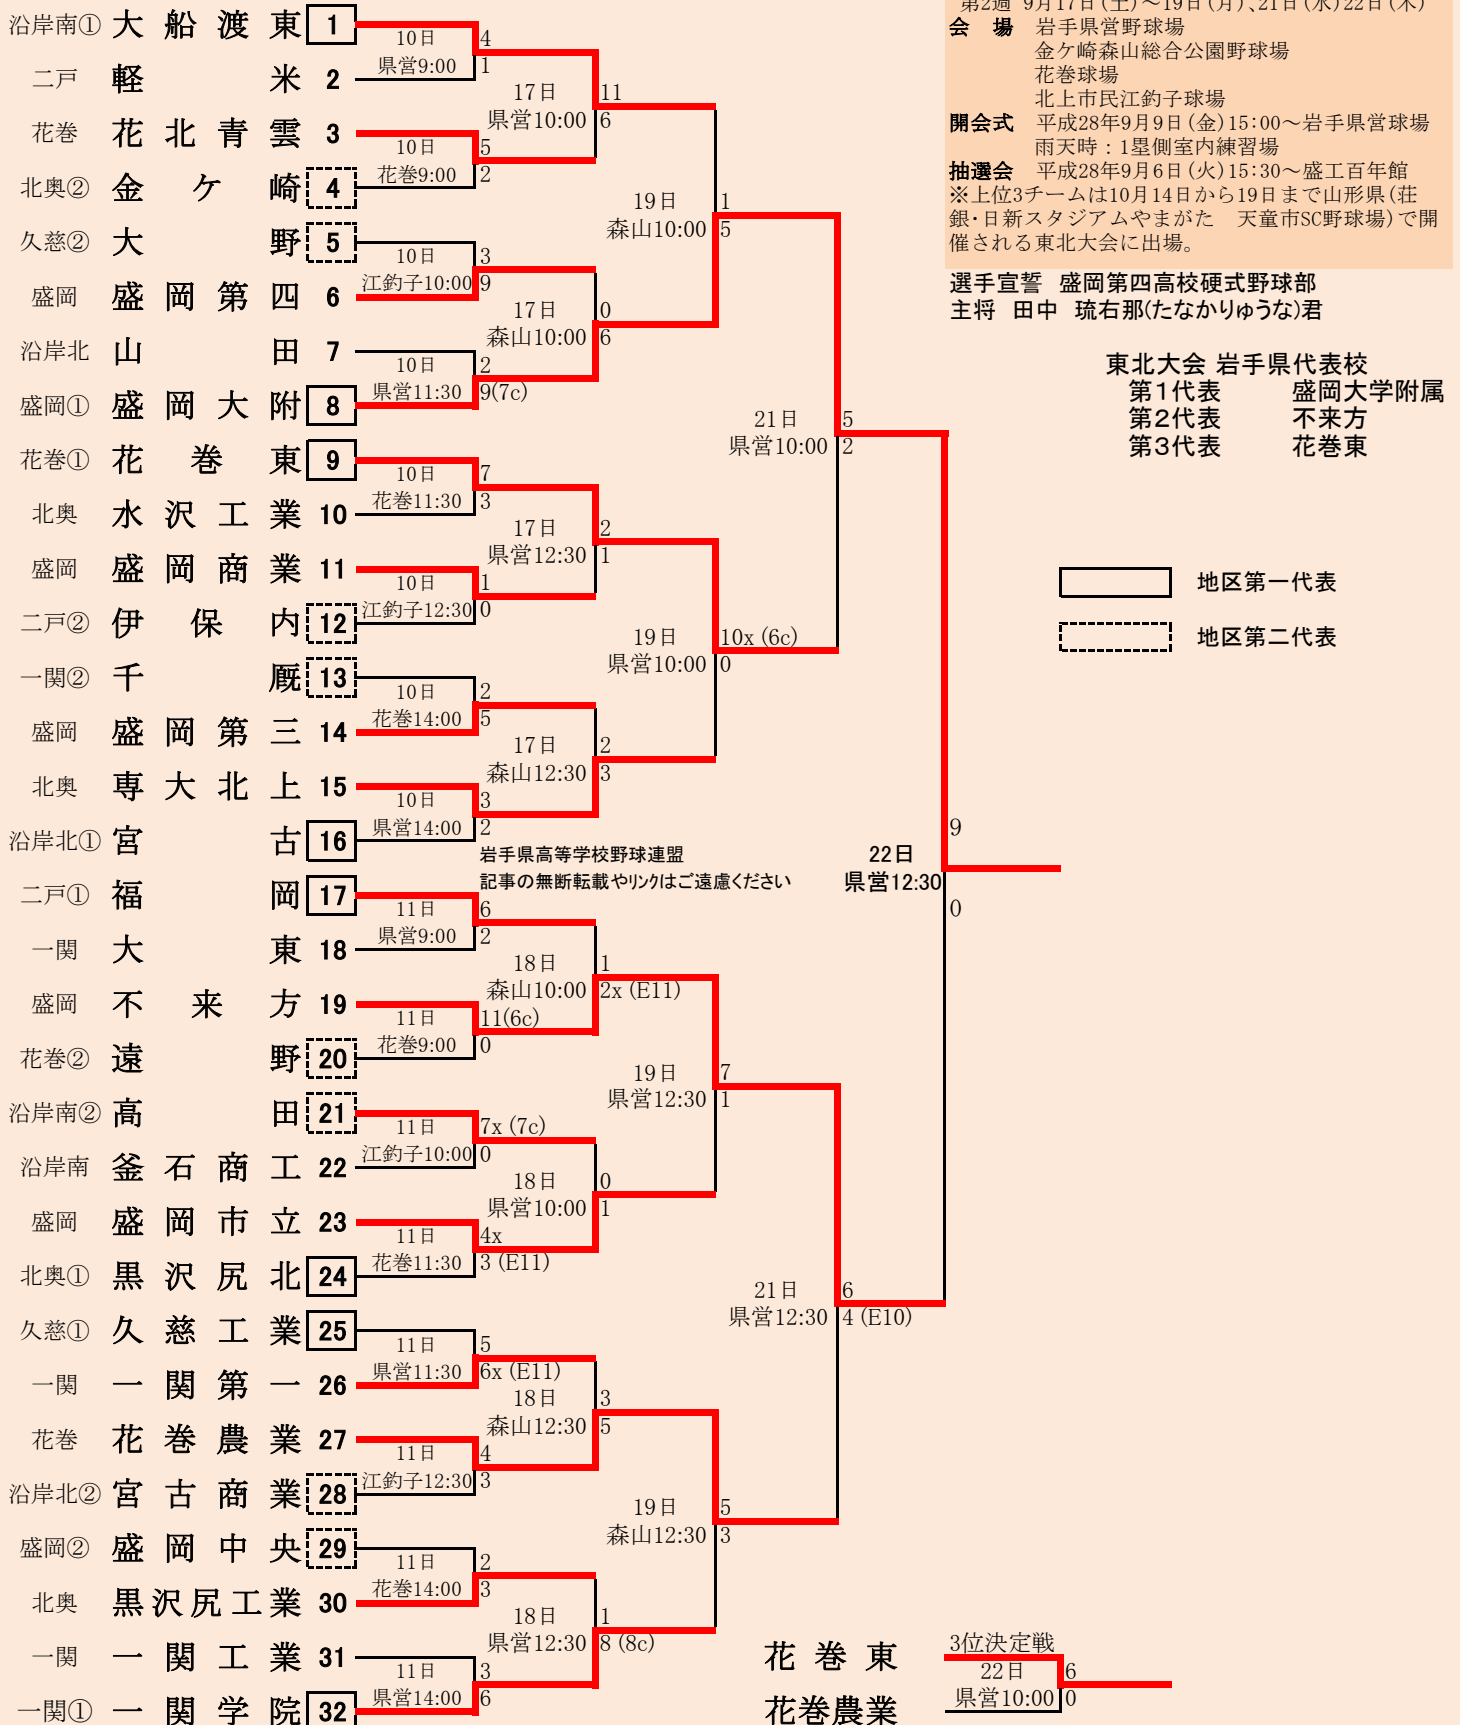 第2週 9月17日(土)～19日(月)、21日(水)22日(木)
会　場 岩手県営野球場
金ケ崎森山総合公園野球場
花巻球場
北上市民江釣子球場
開会式 平成28年9月9日(金)15:00～岩手県営球場
雨天時：1塁側室内練習場
抽選会 平成28年9月6日(火)15:30～盛工百年館
※上位3チームは10月14日から19日まで山形県(荘
銀・日新スタジアムやまがた　天童市SC野球場)で開
催される東北大会に出場。
選手宣誓 盛岡第四高校硬式野球部
主将 田中 琉右那(たなかりゅうな)君
東北大会 岩手県代表校
第1代表 盛岡大学附属
第2代表 不来方
第3代表 花巻東
地区第一代表
地区第二代表
沿岸南① 大船渡東 1
二戸 軽米 2
花巻 花北青雲 3
北奥② 金ケ崎 4
久慈② 大野 5
盛岡 盛岡第四 6
沿岸北 山田 7
盛岡① 盛岡大附 8
花巻① 花巻東 9
北奥 水沢工業 10
盛岡 盛岡商業 11
二戸② 伊保内 12
一関② 千厩 13
盛岡 盛岡第三 14
北奥 専大北上 15
沿岸北① 宮古 16
二戸① 福岡 17
一関 大東 18
盛岡 不来方 19
花巻② 遠野 20
沿岸南② 高田 21
沿岸南 釜石商工 22
盛岡 盛岡市立 23
北奥① 黒沢尻北 24
久慈① 久慈工業 25
一関 一関第一 26
花巻 花巻農業 27
沿岸北② 宮古商業 28
盛岡② 盛岡中央 29
北奥 黒沢尻工業 30
一関 一関工業 31
一関① 一関学院 32
10日 4
県営9:00 1
10日 5
花巻9:00 2
10日 3
江釣子10:00 9
10日 2
県営11:30 9(7c)
10日 7
花巻11:30 3
10日 1
江釣子12:30 0
10日 2
花巻14:00 5
10日 3
県営14:00 2
11日 6
県営9:00 2
11日 11(6c)
花巻9:00 0
11日 7x (7c)
江釣子10:00 0
11日 4x
花巻11:30 3 (E11)
11日 5
県営11:30 6x (E11)
11日 4
江釣子12:30 3
11日 2
花巻14:00 3
11日 3
県営14:00 6
17日 11
県営10:00 6
17日 0
森山10:00 6
17日 2
県営12:30 1
17日 2
森山12:30 3
18日 1
森山10:00 2x (E11)
18日 0
県営10:00 1
18日 3
森山12:30 5
18日 1
県営12:30 8 (8c)
19日 1
森山10:00 5
19日 10x (6c)
県営10:00 0
19日 7
県営12:30 1
19日 5
森山12:30 3
21日 5
県営10:00 2
21日 6
県営12:30 4 (E10)
22日 9
県営12:30 0
岩手県高等学校野球連盟
記事の無断転載やリンクはご遠慮ください
3位決定戦
花巻東
花巻農業
22日 6
県営10:00 0